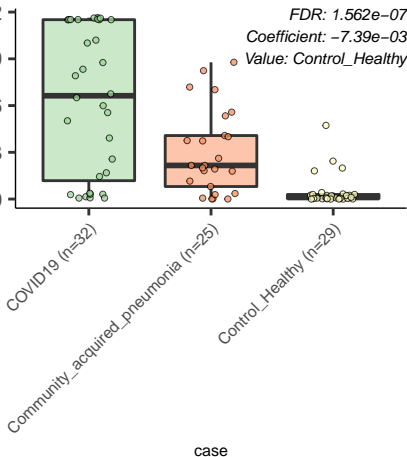 FDR: 1.562e−07
Coefficient: −7.39e−03
Value: Control_Healthy
COVID19 (n=32)
Community_acquired_pneumonia (n=25)
Control_Healthy (n=29)
case